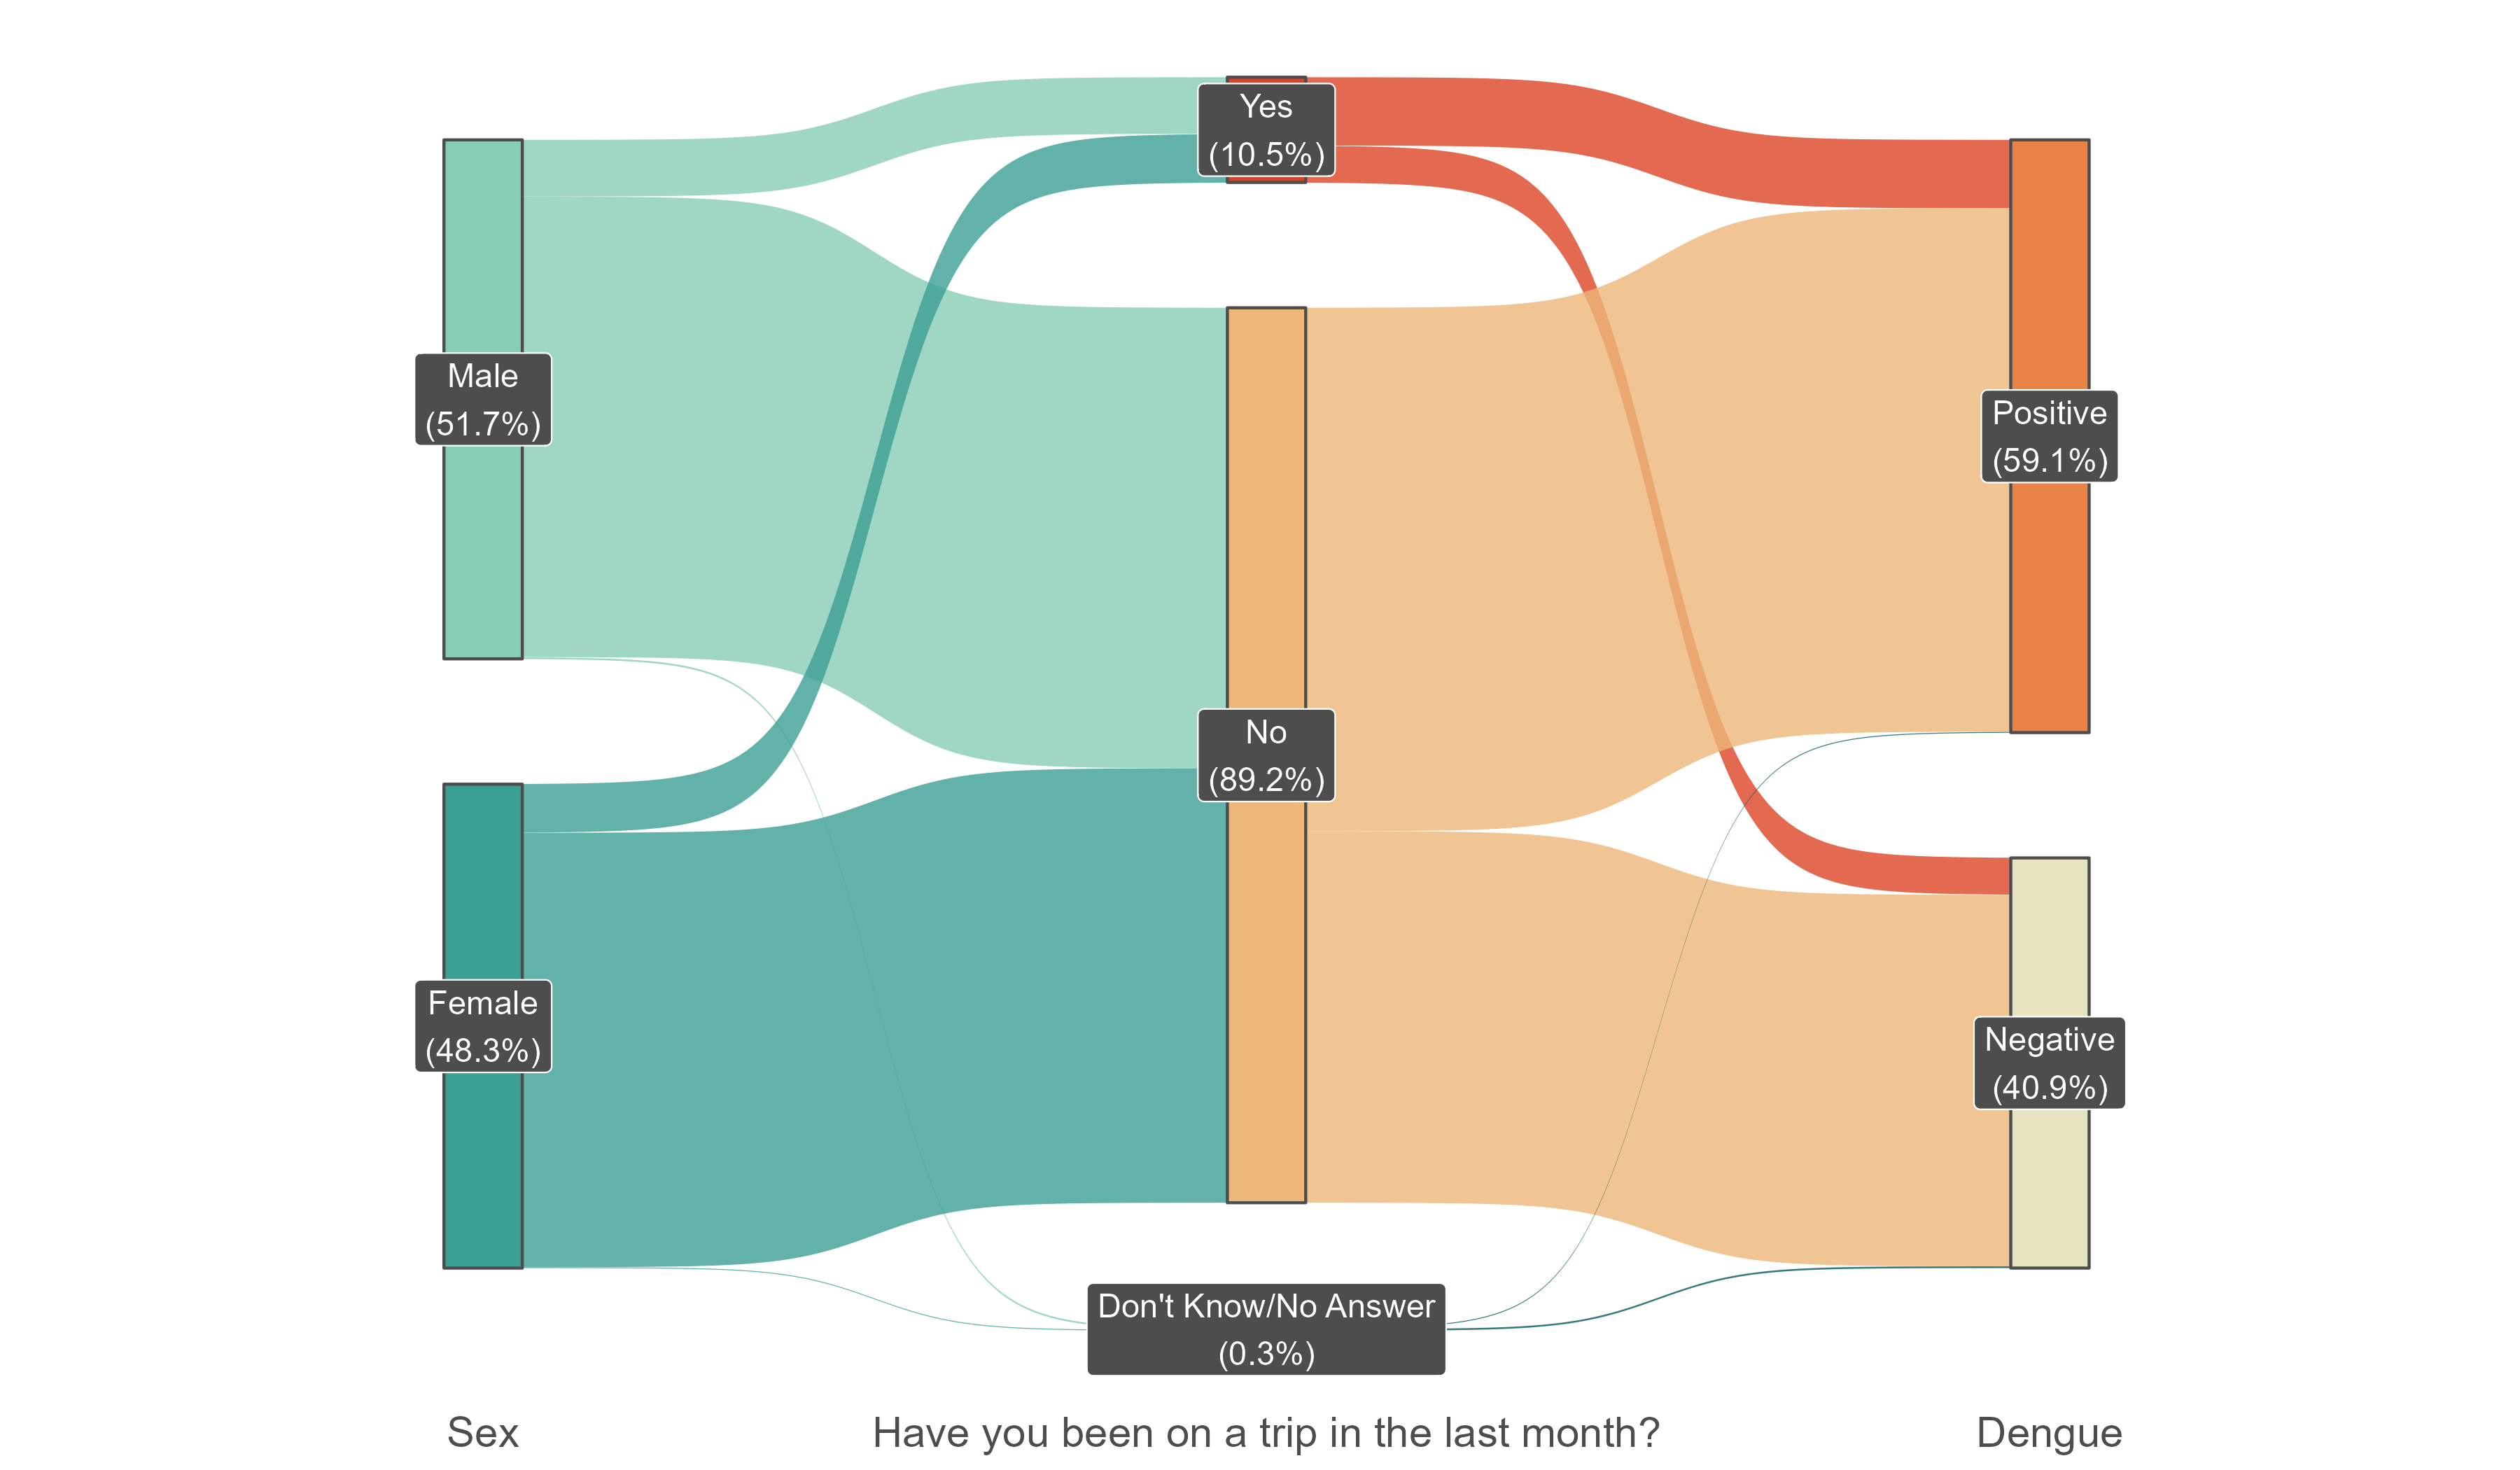 Yes
(10.5%)
Male
(51.7%)
Positive
(59.1%)
No
(89.2%)
Female
(48.3%)
Negative
(40.9%)
Don't Know/No Answer
(0.3%)
Sex
Have you been on a trip in the last month?
Dengue